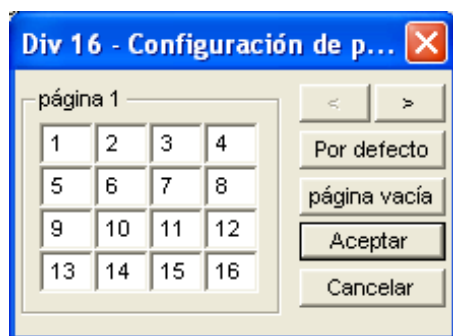 Div 16 - Configuración de p...
página 1
< >
1 2 3 4
Por defecto
5 6 7 8
página vacía
9 10 11 12
Aceptar
13 14 15 16
Cancelar